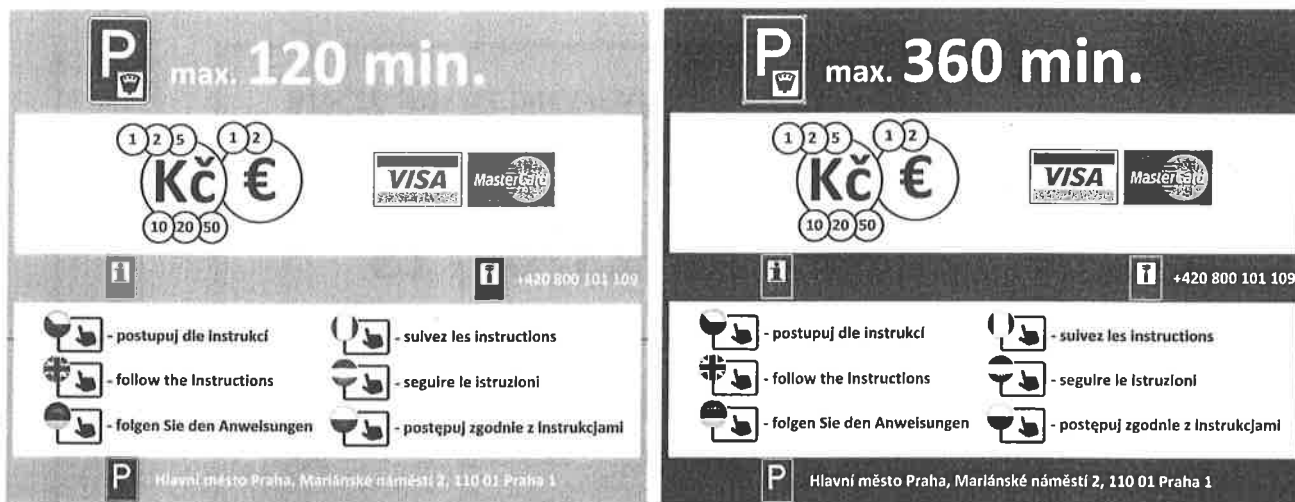 P max. 120 min.
1 2 5 1 2
Kč €
10 20 50
VISA MasterCard
+420 800 101 109
- postupuj dle instrukcí
- follow the Instructions
- folgen Sie den Anweisungen
- suivez les instructions
- seguire le istruzioni
- postępuj zgodnie z instrukcjami
P Hlavní město Praha, Mariánské náměstí 2, 110 01 Praha 1
P max. 360 min.
1 2 5 1 2
Kč €
10 20 50
VISA MasterCard
+420 800 101 109
- postupuj dle instrukcí
- follow the Instructions
- folgen Sie den Anweisungen
- suivez les instructions
- seguire le istruzioni
- postępuj zgodnie z instrukcjami
P Hlavní město Praha, Mariánské náměstí 2, 110 01 Praha 1